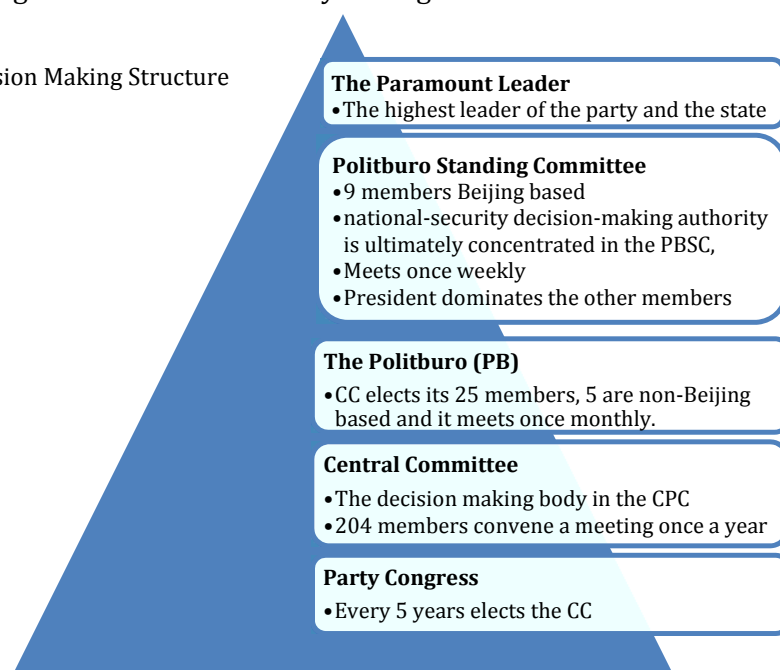 sion Making Structure
The Paramount Leader
•The highest leader of the party and the state
Politburo Standing Committee
•9 members Beijing based
•national-security decision-making authority
is ultimately concentrated in the PBSC,
•Meets once weekly
•President dominates the other members
The Politburo (PB)
•CC elects its 25 members, 5 are non-Beijing
based and it meets once monthly.
Central Committee
•The decision making body in the CPC
•204 members convene a meeting once a year
Party Congress
•Every 5 years elects the CC